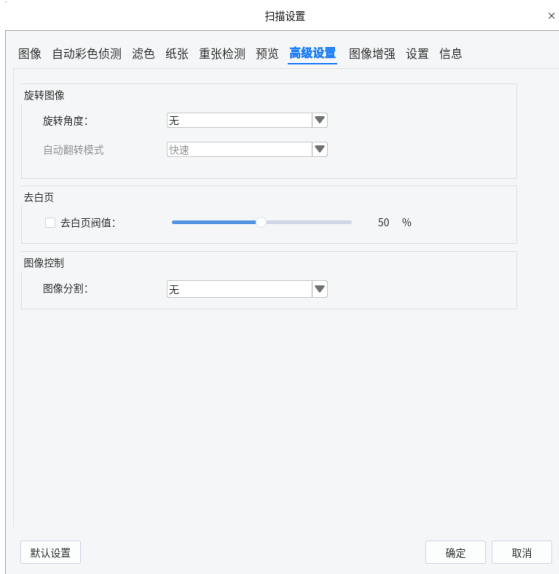 扫描设置
图像 自动彩色侦测 滤色 纸张 重张检测 预览 高级设置 图像增强 设置 信息
旋转图像
旋转角度： 无
自动翻转模式 快速
去白页
去白页阀值： 50 %
图像控制
图像分割： 无
默认设置 确定 取消